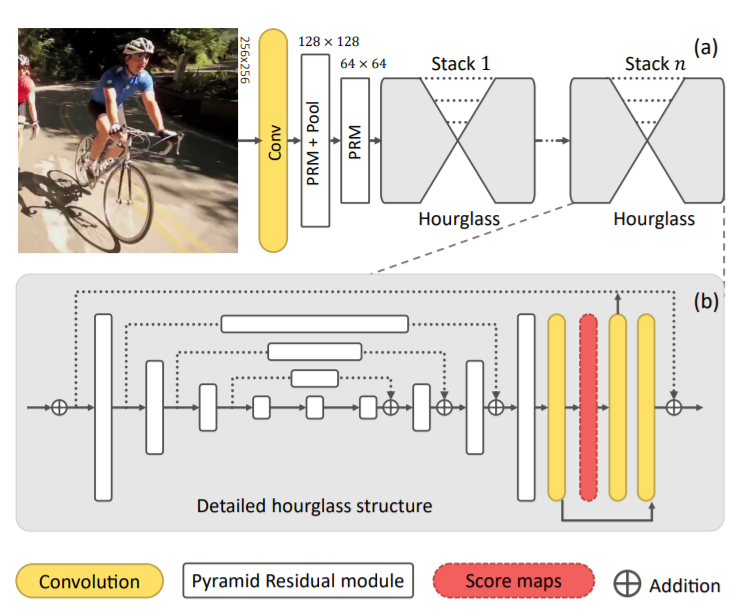 (a)
128 × 128
64 × 64
256x256
Stack 1
Stack n
Conv
PRM + Pool
PRM
Hourglass
Hourglass
(b)
Detailed hourglass structure
Convolution
Pyramid Residual module
Score maps
Addition